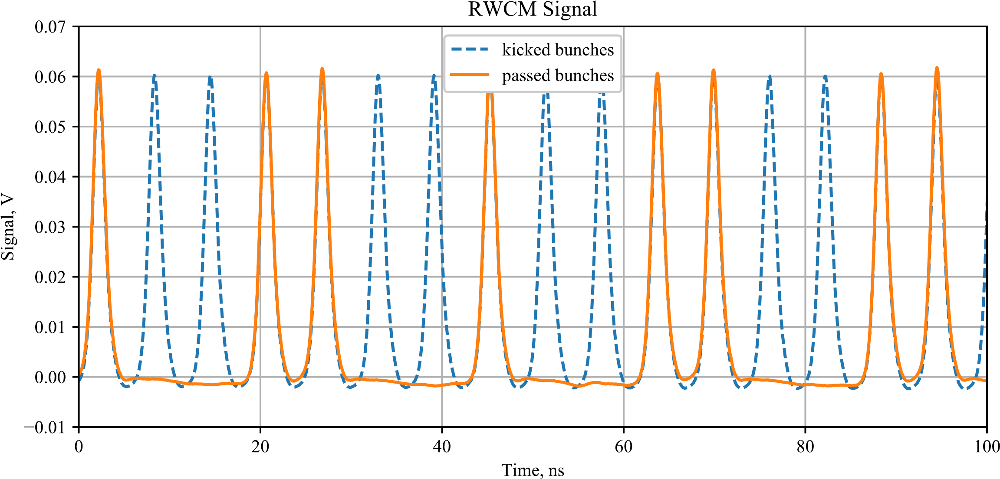 RWCM Signal
0.07
0.06
0.05
0.04
0.03
0.02
0.01
0.00
−0.01
Signal, V
kicked bunches
passed bunches
0 20 40 60 80 100
Time, ns